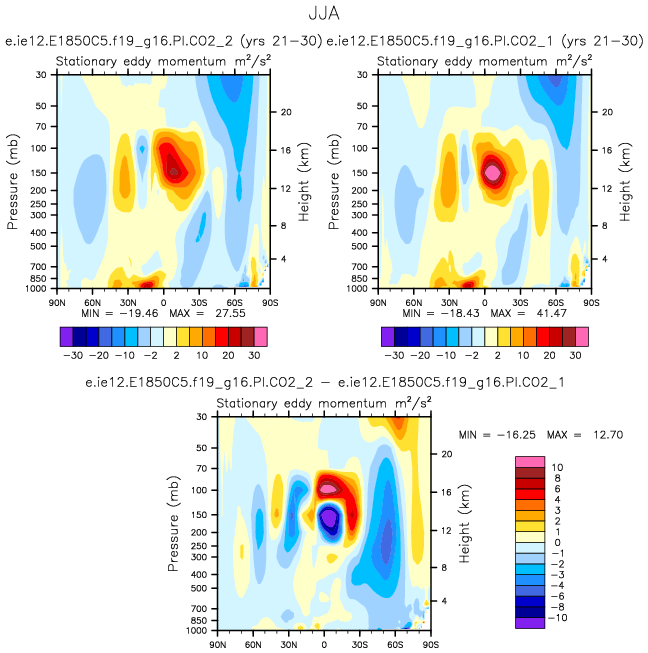 JJA
e.ie12.E1850C5.f19_g16.PI.CO2_2 (yrs 21-30) e.ie12.E1850C5.f19_g16.PI.CO2_1 (yrs 21-30)
Stationary eddy momentum m²/s² Stationary eddy momentum m²/s²
Pressure (mb) Height (km) Pressure (mb) Height (km)
30 50 70 100 150 200 250 300 400 500 700 850 1000
20 16 12 8 4
30 50 70 100 150 200 250 300 400 500 700 850 1000
20 16 12 8 4
90N 60N 30N 0 30S 60S 90S 90N 60N 30N 0 30S 60S 90S
MIN = -19.46 MAX = 27.55 MIN = -18.43 MAX = 41.47
-30 -20 -10 -2 2 10 20 30 -30 -20 -10 -2 2 10 20 30
e.ie12.E1850C5.f19_g16.PI.CO2_2 - e.ie12.E1850C5.f19_g16.PI.CO2_1
Stationary eddy momentum m²/s²
MIN = -16.25 MAX = 12.70
Pressure (mb) Height (km)
30 50 70 100 150 200 250 300 400 500 700 850 1000
20 16 12 8 4
90N 60N 30N 0 30S 60S 90S
10
8
6
4
3
2
1
0
-1
-2
-3
-4
-6
-8
-10